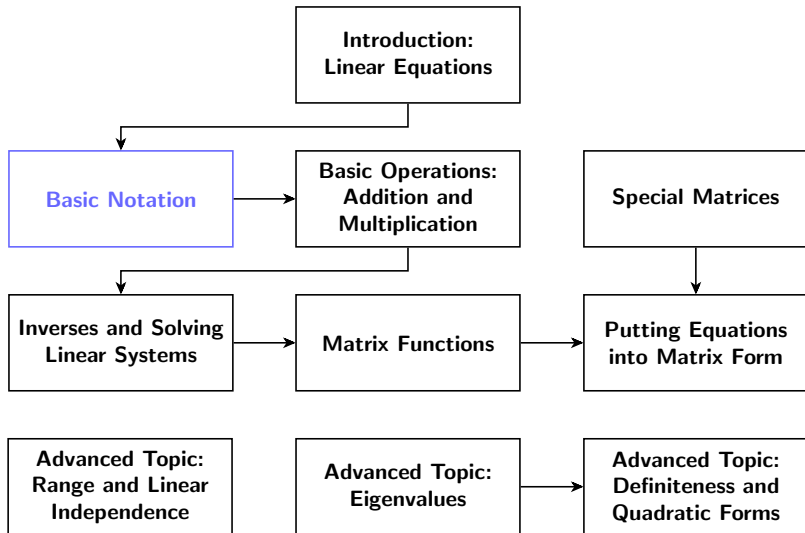 Introduction:
Linear Equations
Basic Notation
Basic Operations:
Addition and
Multiplication
Special Matrices
Inverses and Solving
Linear Systems
Matrix Functions
Putting Equations
into Matrix Form
Advanced Topic:
Range and Linear
Independence
Advanced Topic:
Eigenvalues
Advanced Topic:
Definiteness and
Quadratic Forms